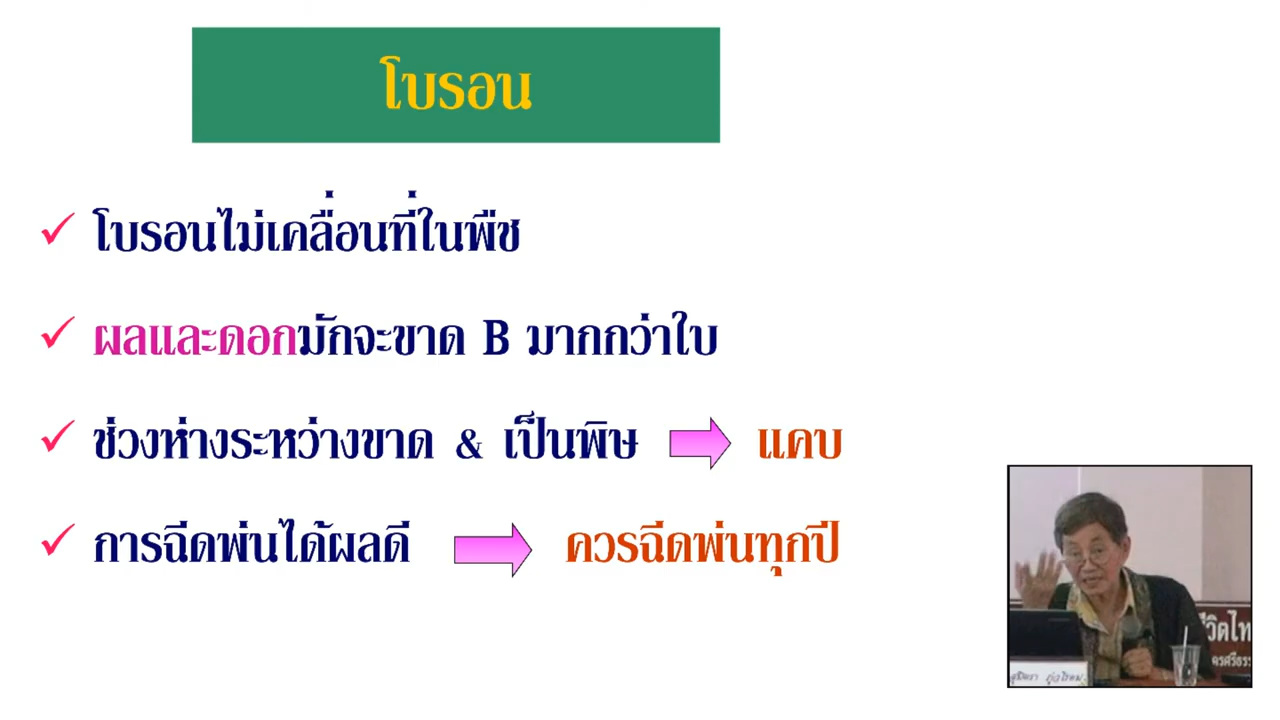 โบรอน
โบรอนไม่เคลื่อนที่ในพืช
ผลและดอกมักจะขาด B มากกว่าใบ
ช่วงห่างระหว่างขาด & เป็นพิษ แคบ
การฉีดพ่นได้ผลดี ควรฉีดพ่นทุกปี